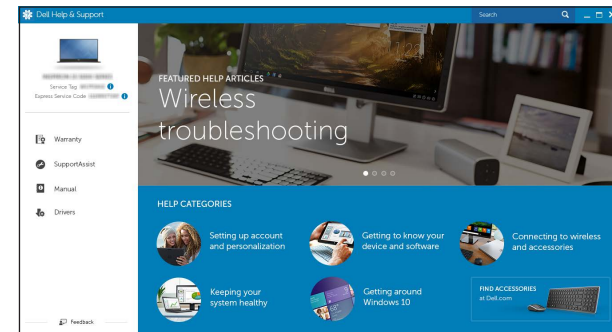 Dell Help & Support
Search
Service Tag
Express Service Code
Warranty
SupportAssist
Manual
Drivers
Feedback
FEATURED HELP ARTICLES
Wireless
troubleshooting
HELP CATEGORIES
Setting up account
and personalization
Getting to know your
device and software
Connecting to wireless
and accessories
Keeping your
system healthy
Getting around
Windows 10
FIND ACCESSORIES
at Dell.com